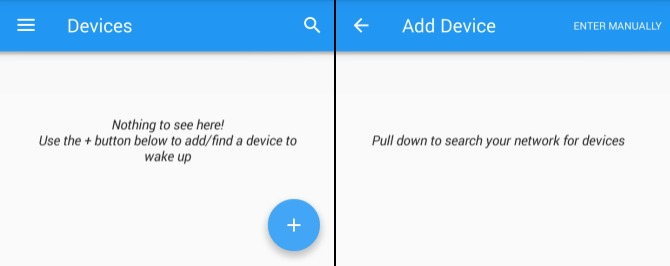 Devices
Nothing to see here!
Use the + button below to add/find a device to
wake up
+
Add Device
ENTER MANUALLY
Pull down to search your network for devices